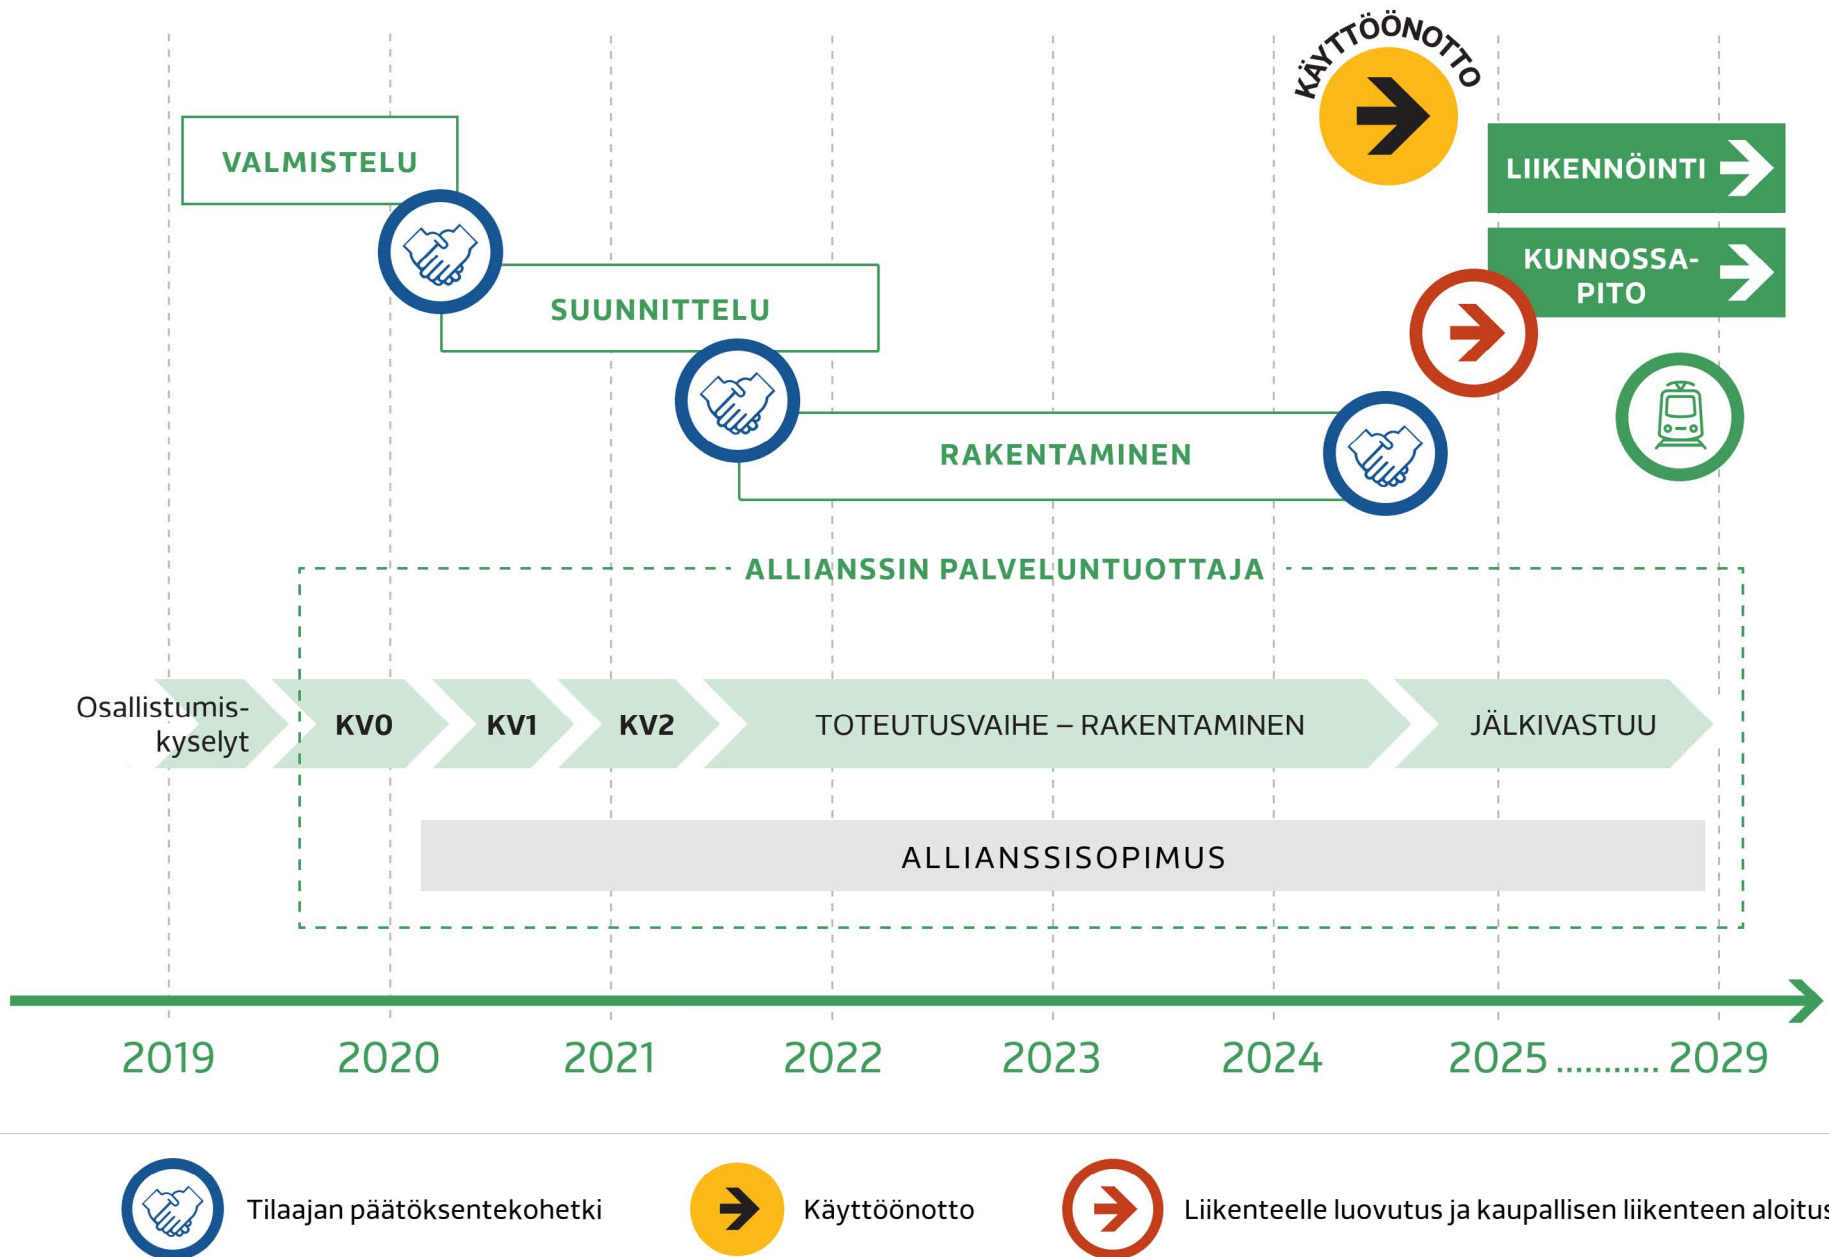 KÄYTTÖÖNOTTO
VALMISTELU
LIIKENNÖINTI
KUNNOSSA-
PITO
SUUNNITTELU
RAKENTAMINEN
ALLIANSSIN PALVELUNTUOTTAJA
Osallistumis-
kyselyt
KV0
KV1
KV2
TOTEUTUSVAIHE – RAKENTAMINEN
JÄLKIVASTUU
ALLIANSSISOPIMUS
2019 2020 2021 2022 2023 2024 2025 ........... 2029
Tilaajan päätöksentekohetki
Käyttöönotto
Liikenteelle luovutus ja kaupallisen liikenteen aloitus